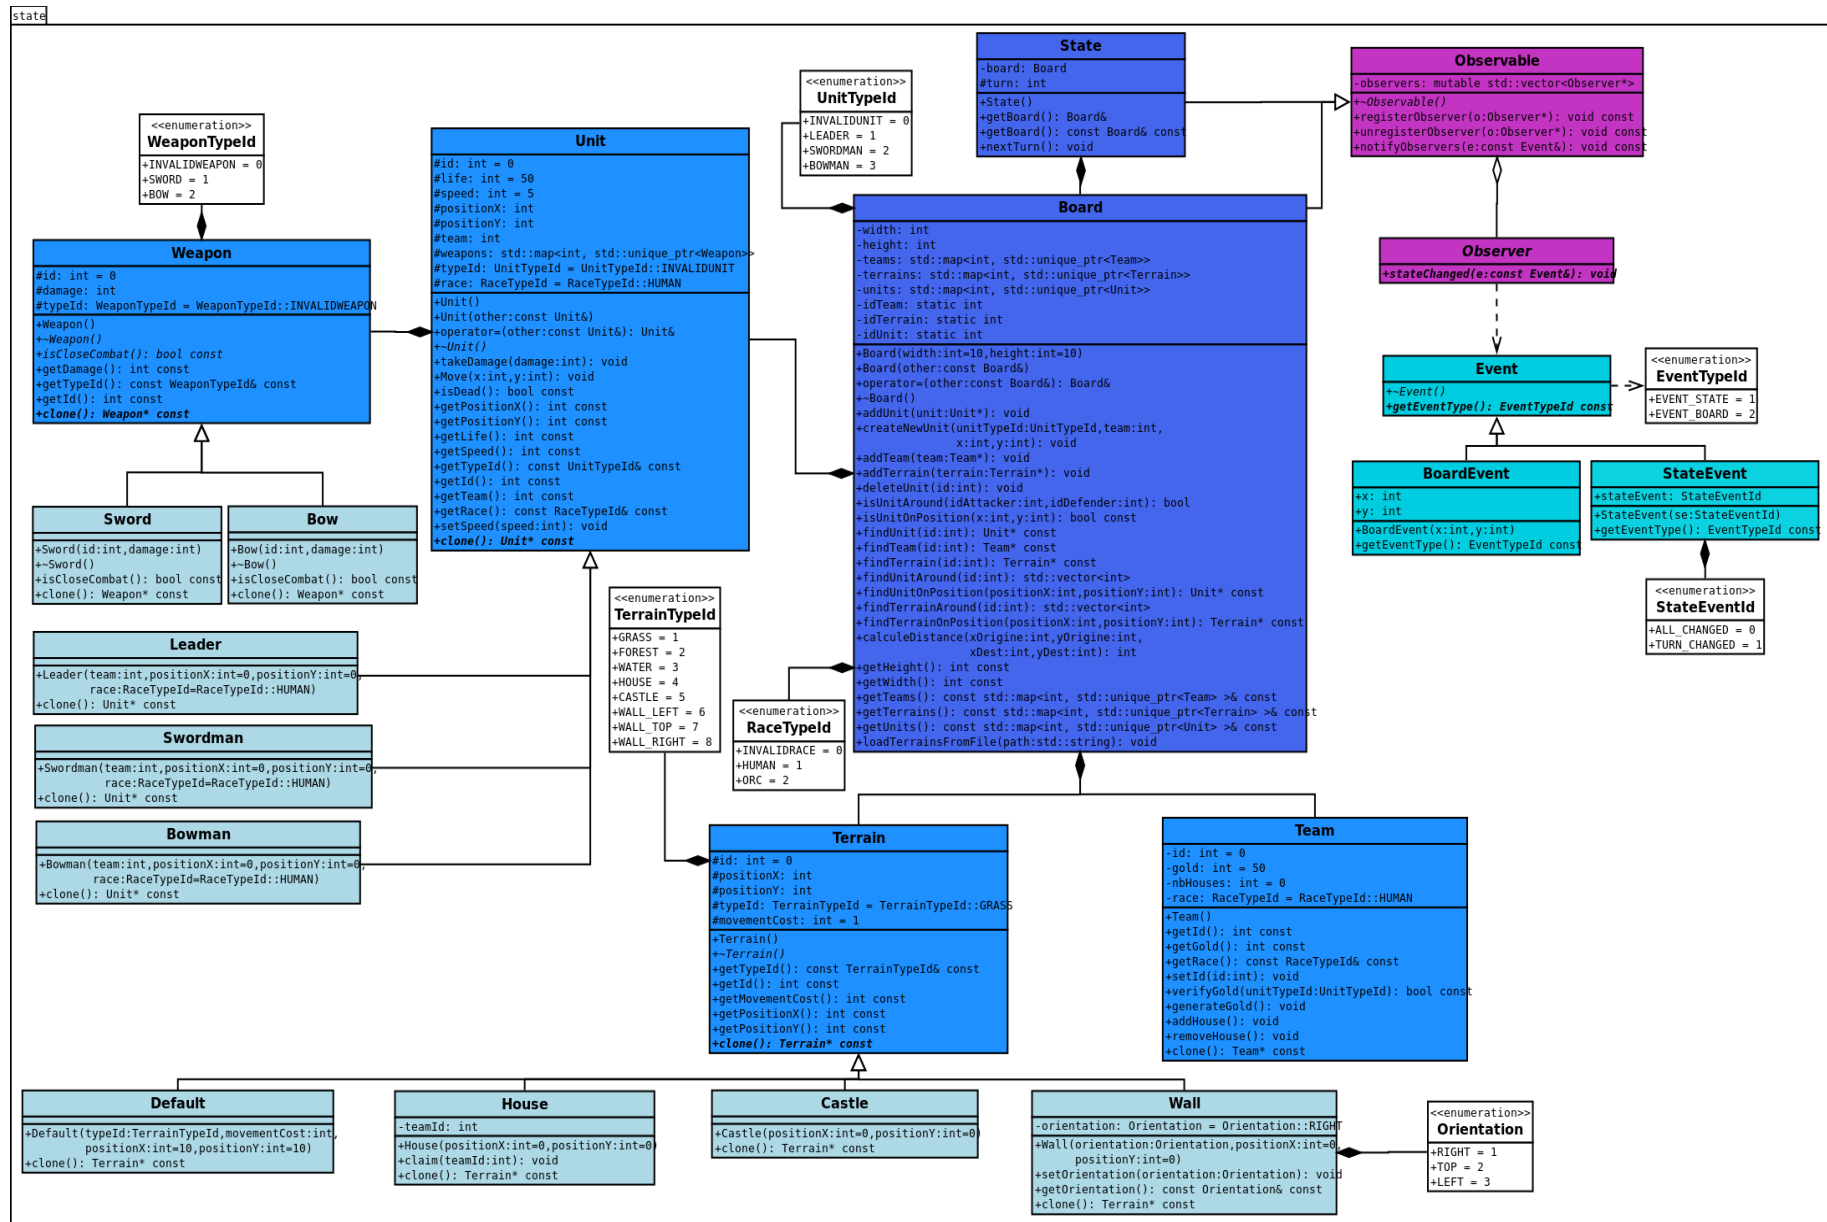 state
State
-board: Board
#turn: int
+State()
+getBoard(): Board&
+getBoard(): const Board& const
+nextTurn(): void
Observable
-observers: mutable std::vector<Observer*>
+~Observable()
+registerObserver(o:Observer*): void const
+unregisterObserver(o:Observer*): void const
+notifyObservers(e:const Event&): void const
<<enumeration>>
UnitTypeId
+INVALIDUNIT = 0
+LEADER = 1
+SWORDMAN = 2
+BOWMAN = 3
<<enumeration>>
WeaponTypeId
+INVALIDWEAPON = 0
+SWORD = 1
+BOW = 2
Unit
#id: int = 0
#life: int = 50
#speed: int = 5
#positionX: int
#positionY: int
#team: int
#weapons: std::map<int, std::unique_ptr<Weapon>>
#typeId: UnitTypeId = UnitTypeId::INVALIDUNIT
#race: RaceTypeId = RaceTypeId::HUMAN
+Unit()
+Unit(other:const Unit&)
+operator=(other:const Unit&): Unit&
+~Unit()
+takeDamage(damage:int): void
+Move(x:int,y:int): void
+isDead(): bool const
+getPositionX(): int const
+getPositionY(): int const
+getLife(): int const
+getSpeed(): int const
+getTypeId(): const UnitTypeId& const
+getId(): int const
+getTeam(): int const
+getRace(): const RaceTypeId& const
+setSpeed(speed:int): void
+clone(): Unit* const
Weapon
#id: int = 0
#damage: int
#typeId: WeaponTypeId = WeaponTypeId::INVALIDWEAPON
+Weapon()
+~Weapon()
+isCloseCombat(): bool const
+getDamage(): int const
+getTypeId(): const WeaponTypeId& const
+getId(): int const
+clone(): Weapon* const
Board
-width: int
-height: int
-teams: std::map<int, std::unique_ptr<Team>>
-terrains: std::map<int, std::unique_ptr<Terrain>>
-units: std::map<int, std::unique_ptr<Unit>>
-idTeam: static int
-idTerrain: static int
-idUnit: static int
+Board(width:int=10,height:int=10)
+Board(other:const Board&)
+operator=(other:const Board&): Board&
+~Board()
+addUnit(unit:Unit*): void
+createNewUnit(unitTypeId:UnitTypeId,team:int,
x:int,y:int): void
+addTeam(team:Team*): void
+addTerrain(terrain:Terrain*): void
+deleteUnit(id:int): void
+isUnitAround(idAttacker:int,idDefender:int): bool
+isUnitOnPosition(x:int,y:int): bool const
+findUnit(id:int): Unit* const
+findTeam(id:int): Team* const
+findTerrain(id:int): Terrain* const
+findUnitAround(id:int): std::vector<int>
+findUnitOnPosition(positionX:int,positionY:int): Unit* const
+findTerrainAround(id:int): std::vector<int>
+findTerrainOnPosition(positionX:int,positionY:int): Terrain* const
+calculeDistance(xOrigine:int,yOrigine:int,
xDest:int,yDest:int): int
+getHeight(): int const
+getWidth(): int const
+getTeams(): const std::map<int, std::unique_ptr<Team> >& const
+getTerrains(): const std::map<int, std::unique_ptr<Terrain> >& const
+getUnits(): const std::map<int, std::unique_ptr<Unit> >& const
+loadTerrainsFromFile(path:std::string): void
Observer
+stateChanged(e:const Event&): void
Event
+~Event()
+getEventType(): EventTypeId const
<<enumeration>>
EventTypeId
+EVENT_STATE = 1
+EVENT_BOARD = 2
BoardEvent
+x: int
+y: int
+BoardEvent(x:int,y:int)
+getEventType(): EventTypeId const
StateEvent
+stateEvent: StateEventId
+StateEvent(se:StateEventId)
+getEventType(): EventTypeId const
<<enumeration>>
StateEventId
+ALL_CHANGED = 0
+TURN_CHANGED = 1
Sword
+Sword(id:int,damage:int)
+~Sword()
+isCloseCombat(): bool const
+clone(): Weapon* const
Bow
+Bow(id:int,damage:int)
+~Bow()
+isCloseCombat(): bool const
+clone(): Weapon* const
Leader
+Leader(team:int,positionX:int=0,positionY:int=0,
race:RaceTypeId=RaceTypeId::HUMAN)
+clone(): Unit* const
Swordman
+Swordman(team:int,positionX:int=0,positionY:int=0,
race:RaceTypeId=RaceTypeId::HUMAN)
+clone(): Unit* const
Bowman
+Bowman(team:int,positionX:int=0,positionY:int=0,
race:RaceTypeId=RaceTypeId::HUMAN)
+clone(): Unit* const
<<enumeration>>
TerrainTypeId
+GRASS = 1
+FOREST = 2
+WATER = 3
+HOUSE = 4
+CASTLE = 5
+WALL_LEFT = 6
+WALL_TOP = 7
+WALL_RIGHT = 8
<<enumeration>>
RaceTypeId
+INVALIDRACE = 0
+HUMAN = 1
+ORC = 2
Terrain
#id: int = 0
#positionX: int
#positionY: int
#typeId: TerrainTypeId = TerrainTypeId::GRASS
#movementCost: int = 1
+Terrain()
+~Terrain()
+getTypeId(): const TerrainTypeId& const
+getId(): int const
+getMovementCost(): int const
+getPositionX(): int const
+getPositionY(): int const
+clone(): Terrain* const
Team
-id: int = 0
-gold: int = 50
-nbHouses: int = 0
-race: RaceTypeId = RaceTypeId::HUMAN
+Team()
+getId(): int const
+getGold(): int const
+getRace(): const RaceTypeId& const
+setId(id:int): void
+verifyGold(unitTypeId:UnitTypeId): bool const
+generateGold(): void
+addHouse(): void
+removeHouse(): void
+clone(): Team* const
Default
+Default(typeId:TerrainTypeId,movementCost:int,
positionX:int=10,positionY:int=10)
+clone(): Terrain* const
House
-teamId: int
+House(positionX:int=0,positionY:int=0)
+claim(teamId:int): void
+clone(): Terrain* const
Castle
+Castle(positionX:int=0,positionY:int=0)
+clone(): Terrain* const
Wall
-orientation: Orientation = Orientation::RIGHT
+Wall(orientation:Orientation,positionX:int=0,
positionY:int=0)
+setOrientation(orientation:Orientation): void
+getOrientation(): const Orientation& const
+clone(): Terrain* const
<<enumeration>>
Orientation
+RIGHT = 1
+TOP = 2
+LEFT = 3